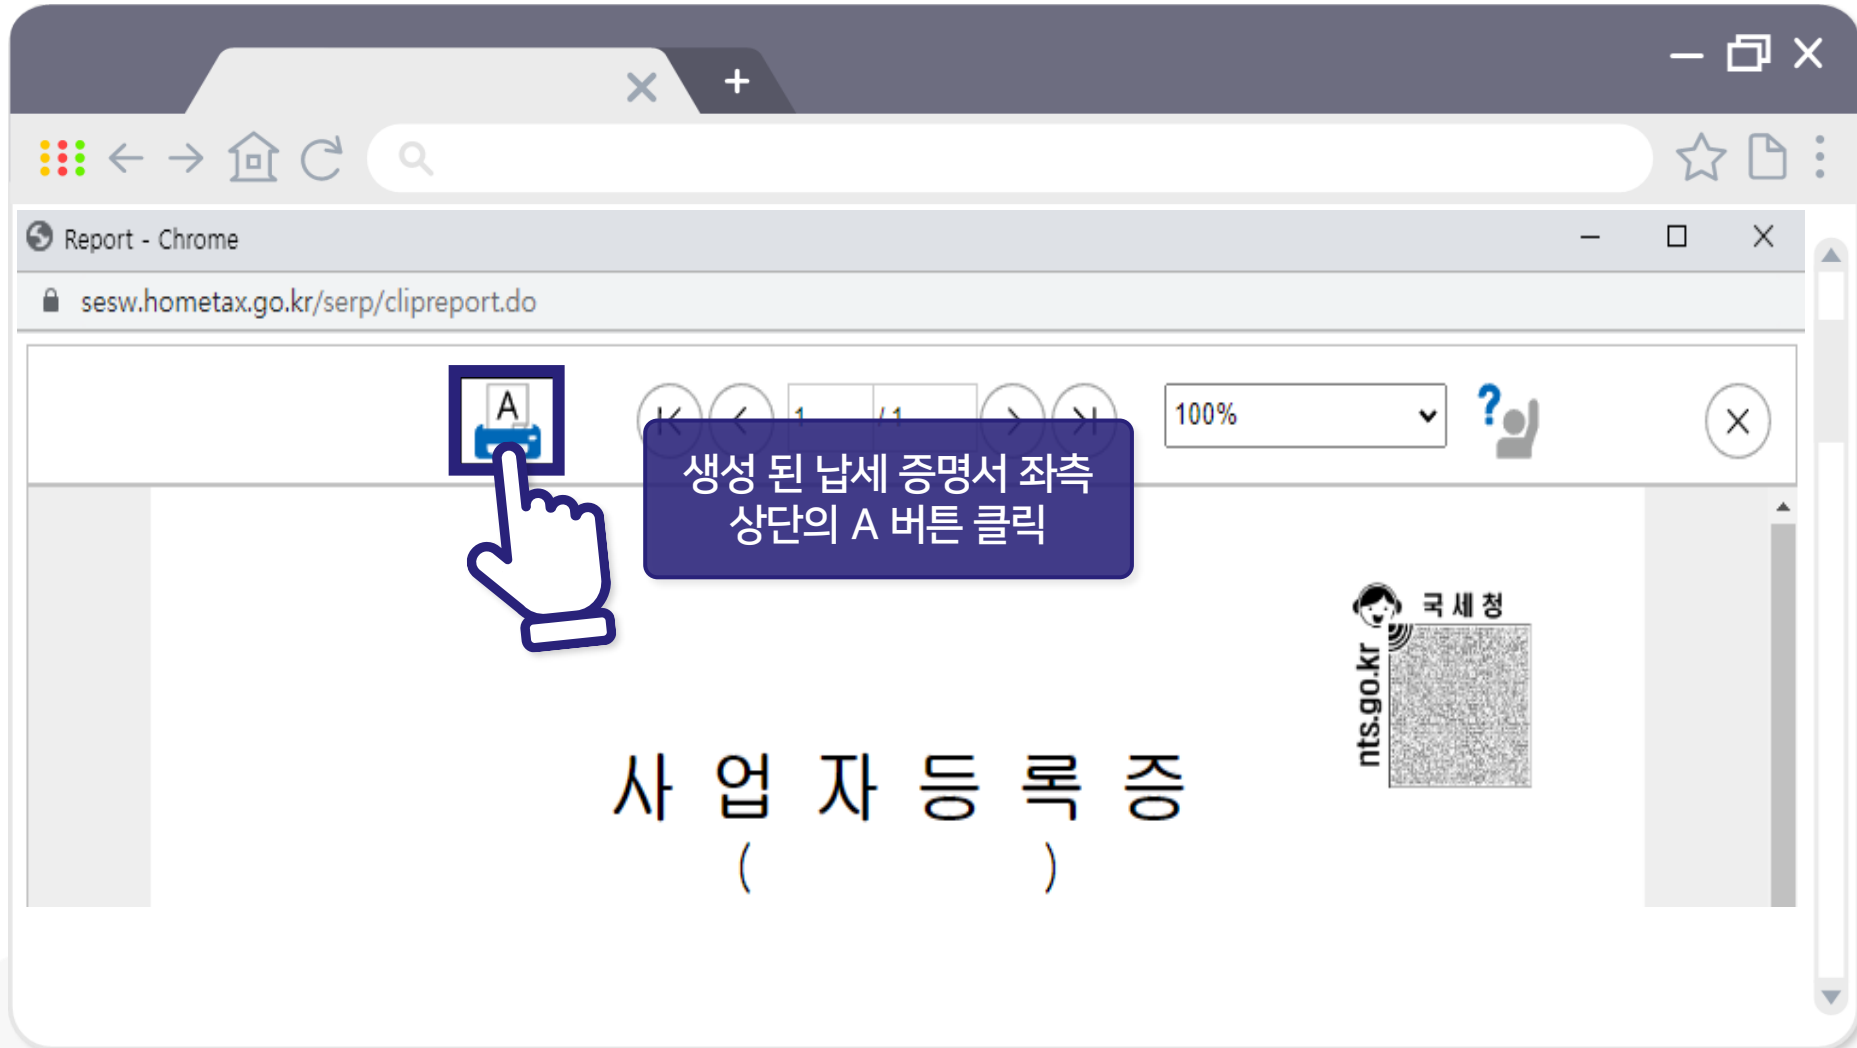 Report - Chrome
sesw.hometax.go.kr/serp/clipreport.do
A
1 / 1
100%
?
생성 된 납세 증명서 좌측
상단의 A 버튼 클릭
국세청
nts.go.kr
사 업 자 등 록 증
( )